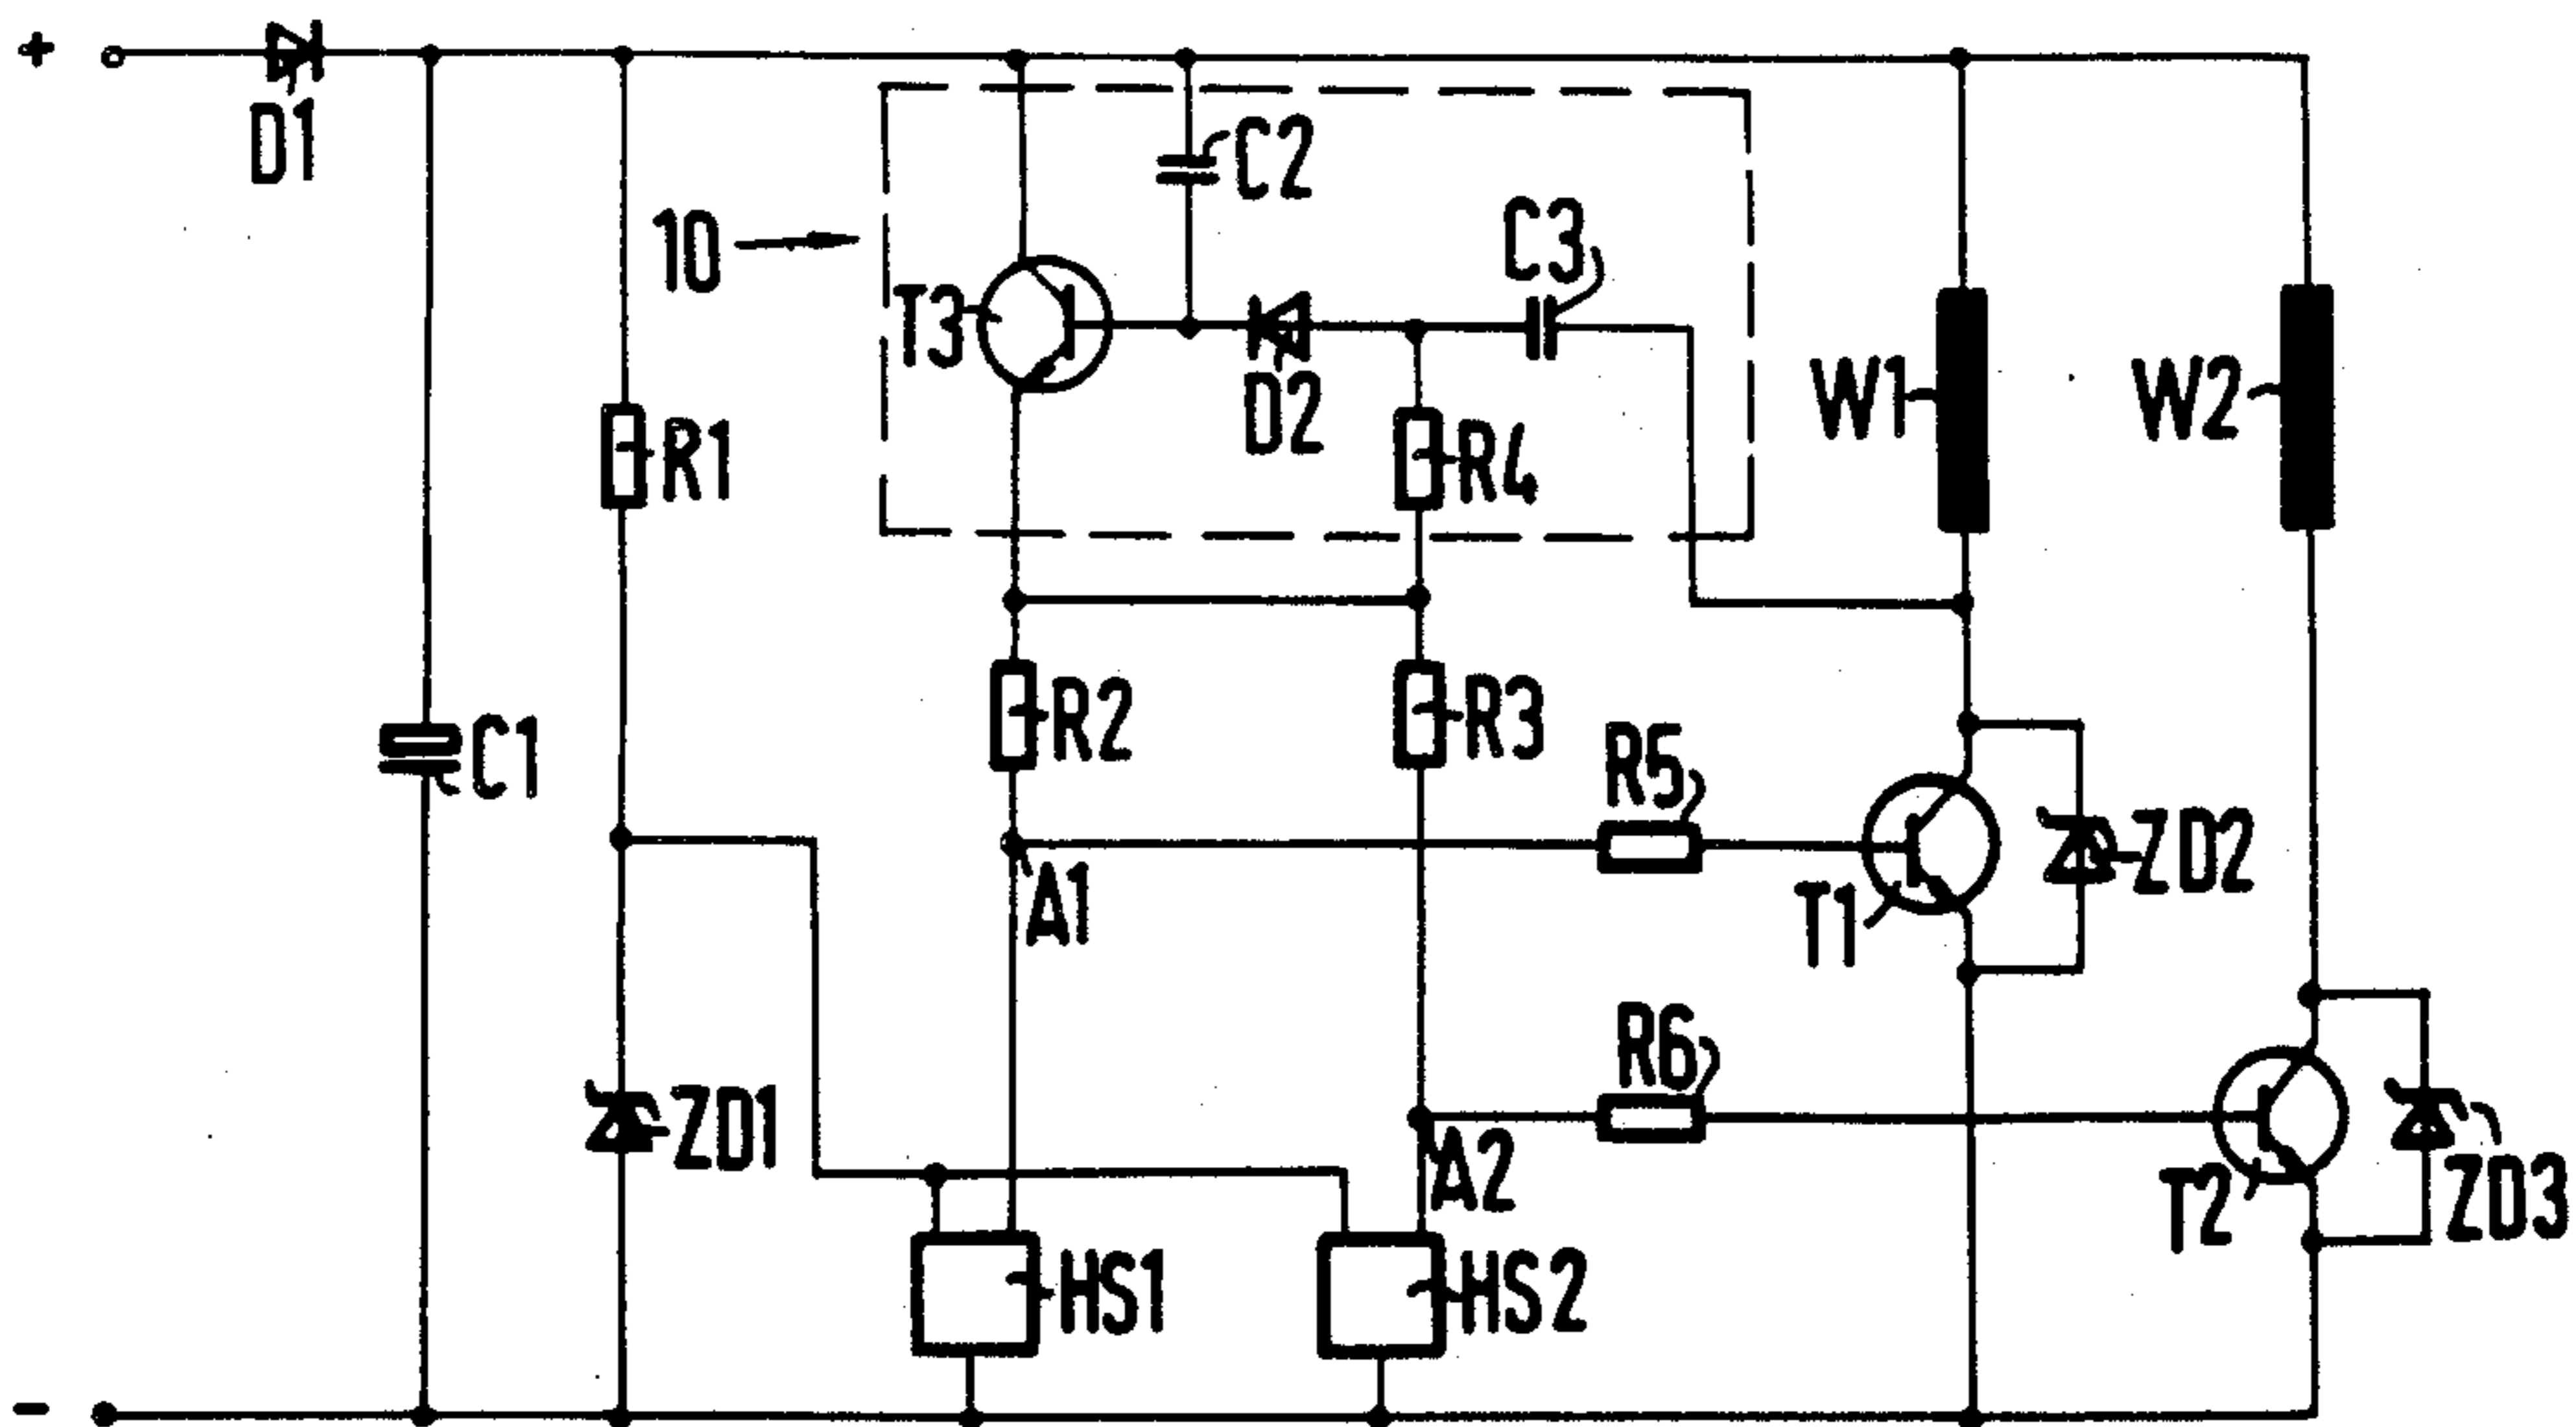 +
D1
C2
10
C3
T3
D2
W1
W2
R1
R4
C1
R2
R3
R5
ZD2
A1
T1
R6
ZD1
A2
T2
ZD3
HS1
HS2
-